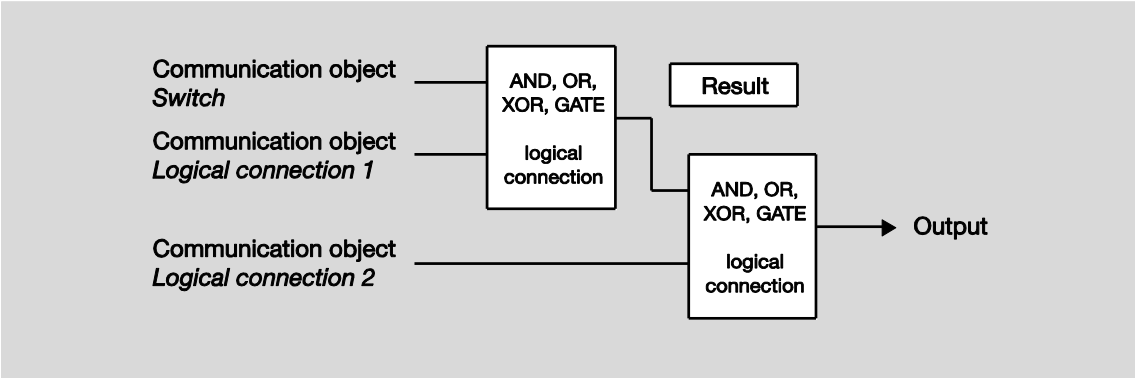 Communication object
Switch
Communication object
Logical connection 1
Communication object
Logical connection 2
AND, OR,
XOR, GATE
logical
connection
Result
AND, OR,
XOR, GATE
logical
connection
Output